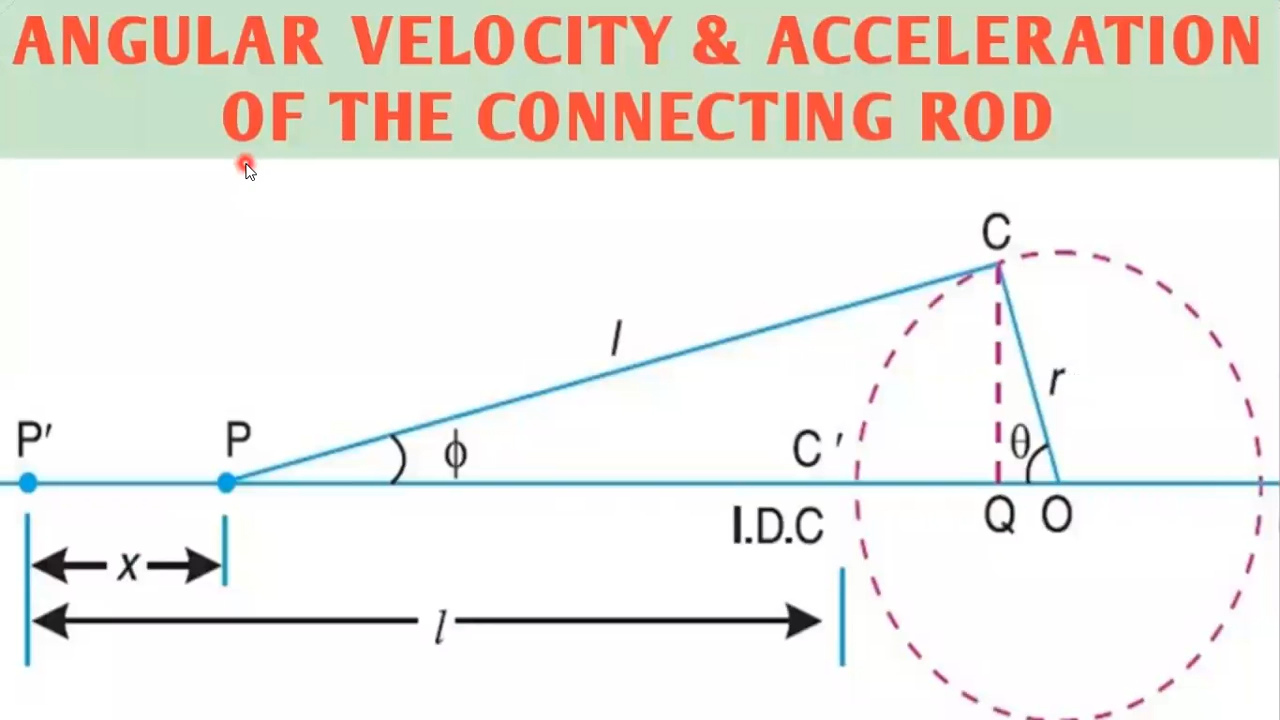 ANGULAR VELOCITY & ACCELERATION
OF THE CONNECTING ROD
C
l
r
P'
P
ϕ
C '
θ
I.D.C
Q O
x
l